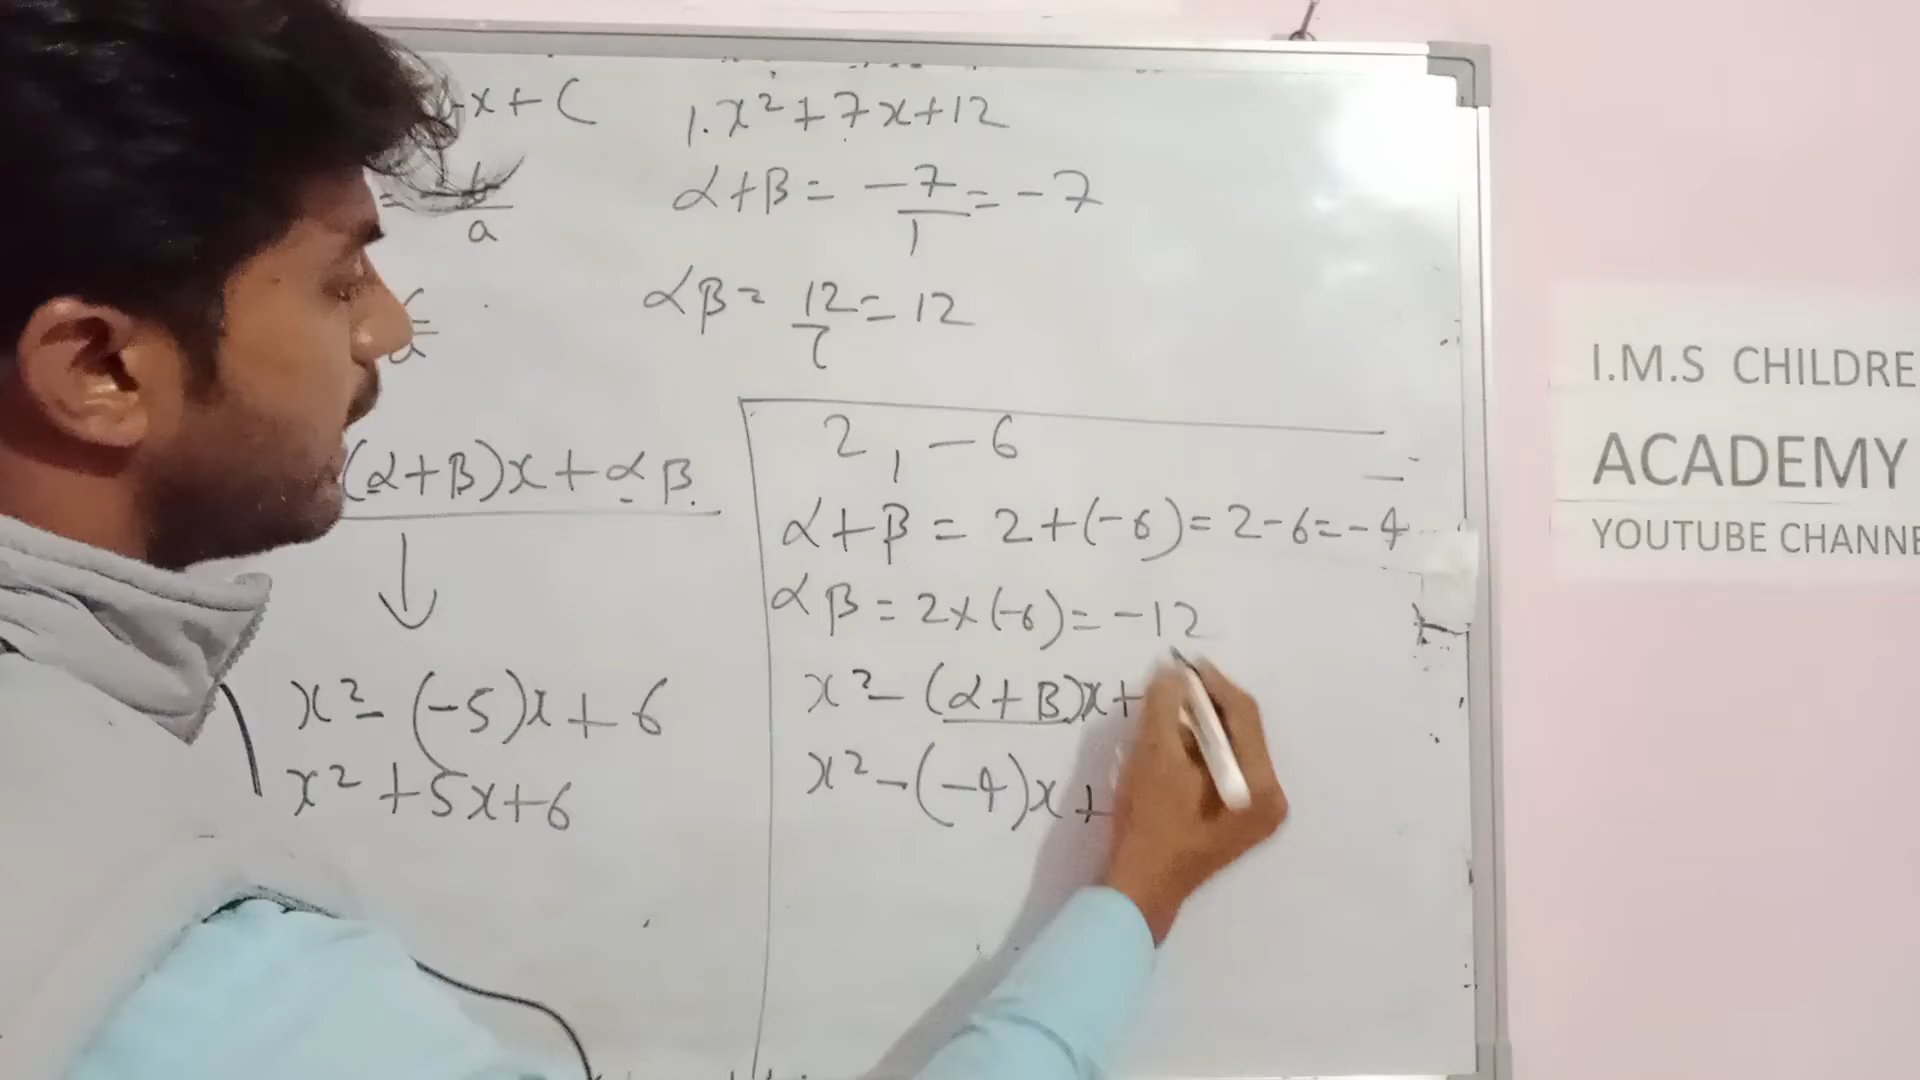 x + C
1. x² + 7x + 12
= -b/a
α + β = -7/1 = -7
c/a
αβ = 12/1 = 12
(α + β)x + αβ
x² - (-5)x + 6
x² + 5x + 6
2, -6
α + β = 2 + (-6) = 2 - 6 = -4
αβ = 2 x (-6) = -12
x² - (α + β)x +
x² - (-4)x +
I.M.S CHILDRE
ACADEMY
YOUTUBE CHANNE